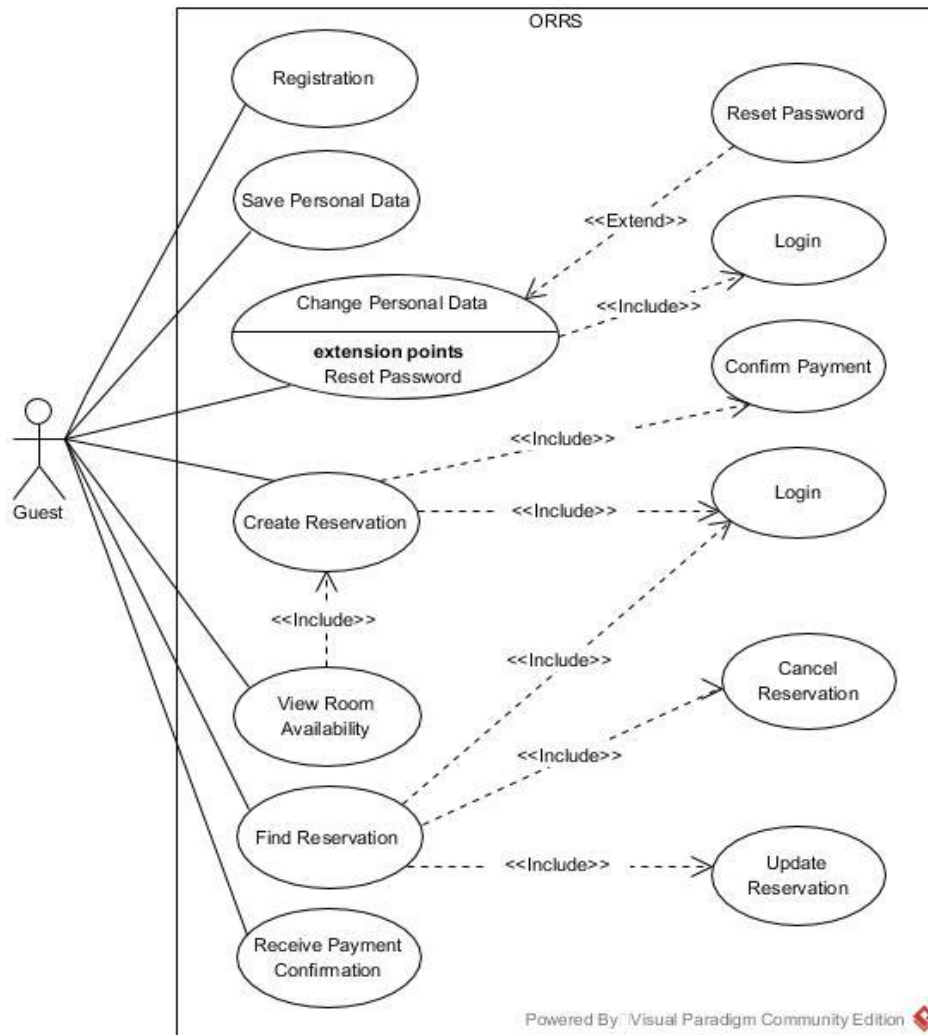 ORRS
Registration
Reset Password
Save Personal Data
<<Extend>>
Login
Change Personal Data
<<Include>>
extension points
Reset Password
Confirm Payment
<<Include>>
Guest
Create Reservation
<<Include>>
Login
<<Include>>
<<Include>>
View Room
Availability
Cancel
Reservation
<<Include>>
Find Reservation
<<Include>>
Update
Reservation
Receive Payment
Confirmation
Powered By Visual Paradigm Community Edition